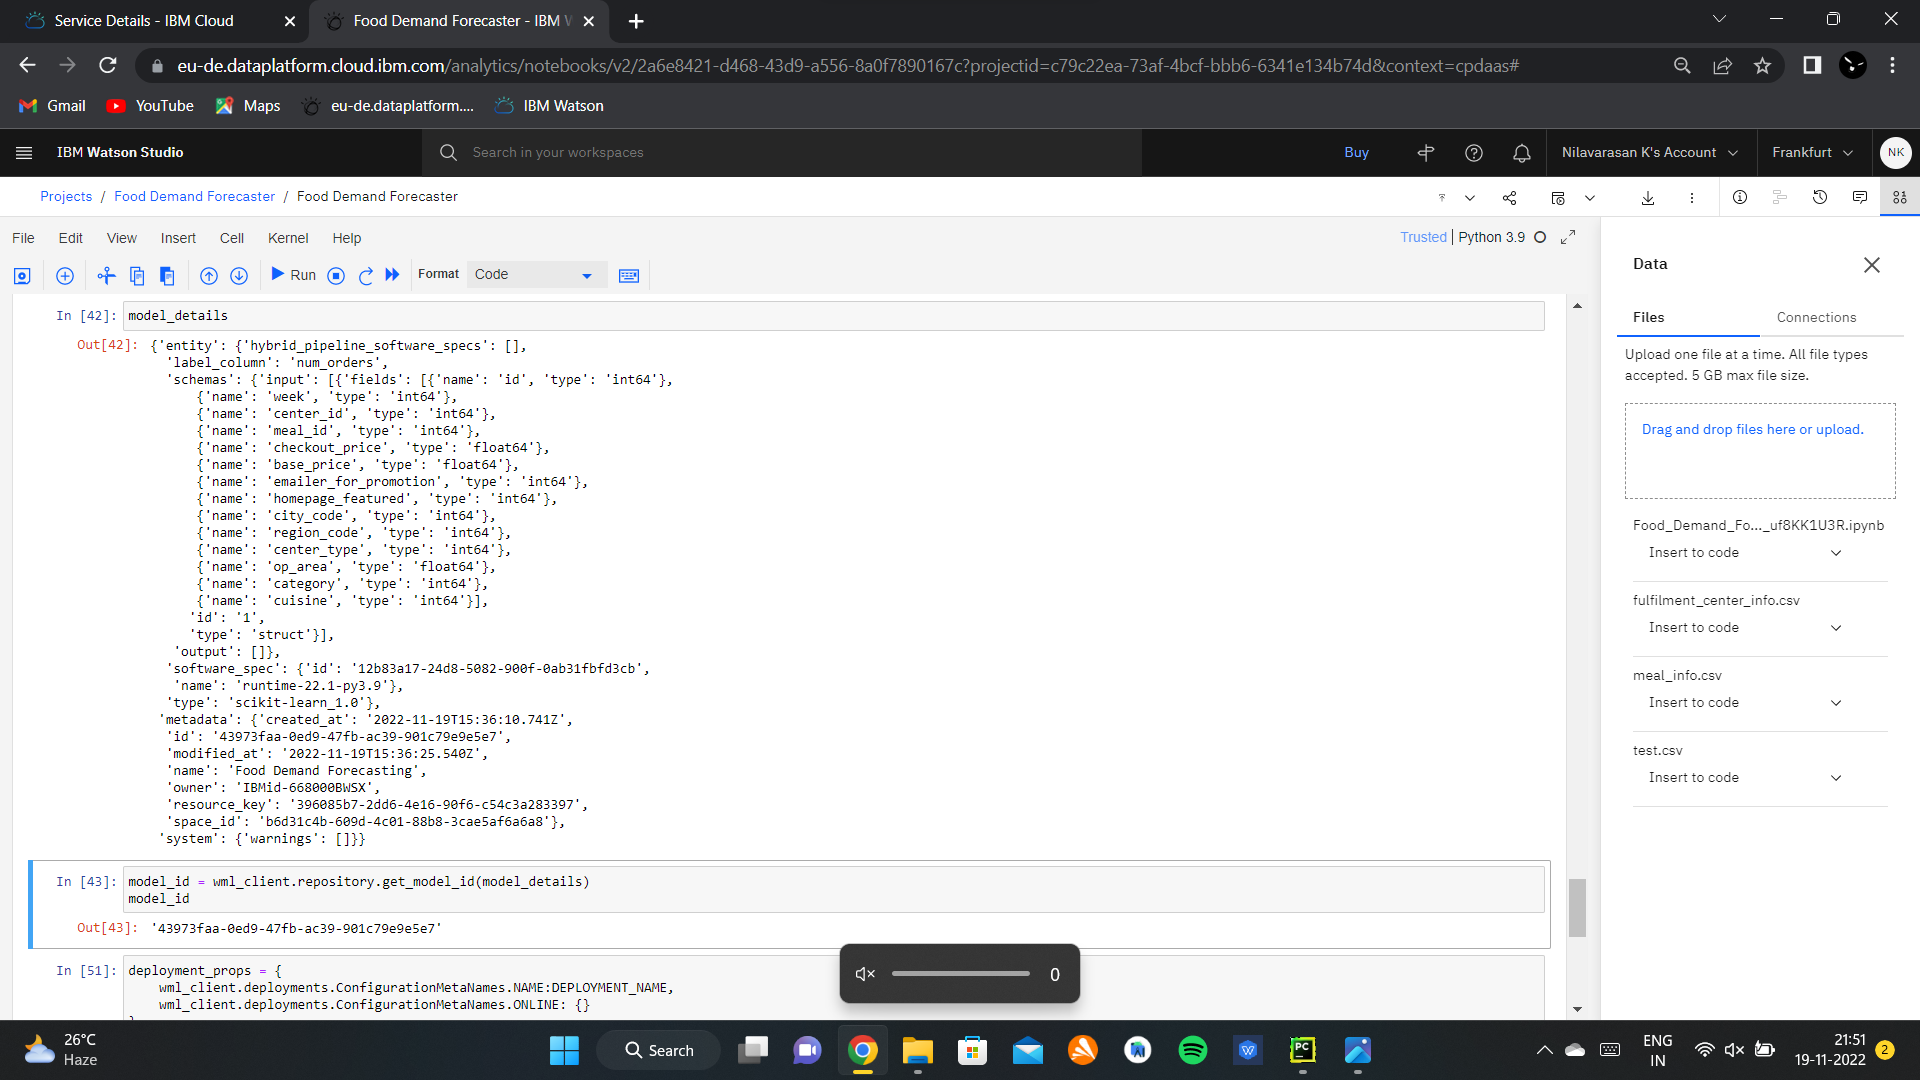 Service Details - IBM Cloud
Food Demand Forecaster - IBM W
eu-de.dataplatform.cloud.ibm.com/analytics/notebooks/v2/2a6e8421-d468-43d9-a556-8a0f7890167c?projectid=c79c22ea-73af-4bcf-bbb6-6341e134b74d&context=cpdaas#
Gmail YouTube Maps eu-de.dataplatform.... IBM Watson
IBM Watson Studio Search in your workspaces Buy Nilavarasan K's Account Frankfurt NK
Projects / Food Demand Forecaster / Food Demand Forecaster
File Edit View Insert Cell Kernel Help Trusted Python 3.9
Run Format Code
In [42]: model_details
Out[42]: {'entity': {'hybrid_pipeline_software_specs': [],
'label_column': 'num_orders',
'schemas': {'input': [{'fields': [{'name': 'id', 'type': 'int64'},
{'name': 'week', 'type': 'int64'},
{'name': 'center_id', 'type': 'int64'},
{'name': 'meal_id', 'type': 'int64'},
{'name': 'checkout_price', 'type': 'float64'},
{'name': 'base_price', 'type': 'float64'},
{'name': 'emailer_for_promotion', 'type': 'int64'},
{'name': 'homepage_featured', 'type': 'int64'},
{'name': 'city_code', 'type': 'int64'},
{'name': 'region_code', 'type': 'int64'},
{'name': 'center_type', 'type': 'int64'},
{'name': 'op_area', 'type': 'float64'},
{'name': 'category', 'type': 'int64'},
{'name': 'cuisine', 'type': 'int64'}],
'id': '1',
'type': 'struct'}],
'output': []},
'software_spec': {'id': '12b83a17-24d8-5082-900f-0ab31fbfd3cb',
'name': 'runtime-22.1-py3.9'},
'type': 'scikit-learn_1.0'},
'metadata': {'created_at': '2022-11-19T15:36:10.741Z',
'id': '43973faa-0ed9-47fb-ac39-901c79e9e5e7',
'modified_at': '2022-11-19T15:36:25.540Z',
'name': 'Food Demand Forecasting',
'owner': 'IBMid-668000BWSX',
'resource_key': '396085b7-2dd6-4e16-90f6-c54c3a283397',
'space_id': 'b6d31c4b-609d-4c01-88b8-3cae5af6a6a8'},
'system': {'warnings': []}}
In [43]: model_id = wml_client.repository.get_model_id(model_details)
model_id
Out[43]: '43973faa-0ed9-47fb-ac39-901c79e9e5e7'
In [51]: deployment_props = {
wml_client.deployments.ConfigurationMetaNames.NAME:DEPLOYMENT_NAME,
wml_client.deployments.ConfigurationMetaNames.ONLINE: {}
0
Data
Files Connections
Upload one file at a time. All file types
accepted. 5 GB max file size.
Drag and drop files here or upload.
Food_Demand_Fo..._uf8KK1U3R.ipynb
Insert to code
fulfilment_center_info.csv
Insert to code
meal_info.csv
Insert to code
test.csv
Insert to code
26°C
Haze
Search
PC
ENG
IN
21:51
19-11-2022
2